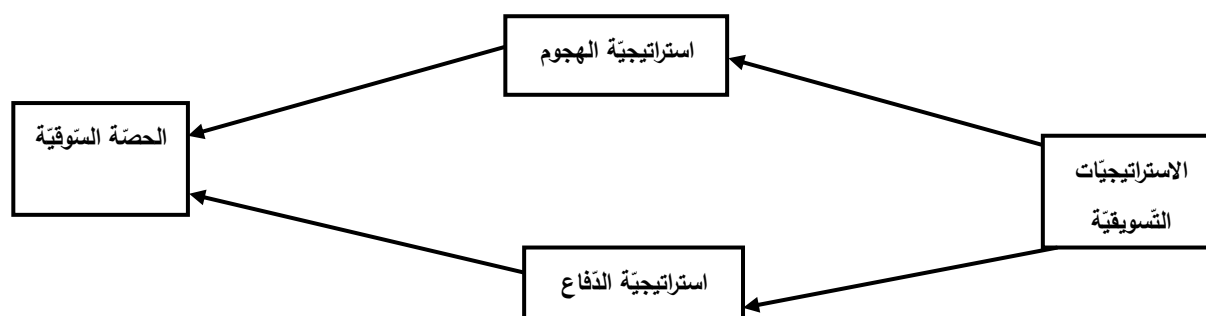 استراتيجيّة الهجوم
الاستراتيجيّات
التّسويقيّة
الحصّة السّوقيّة
استراتيجيّة الدّفاع